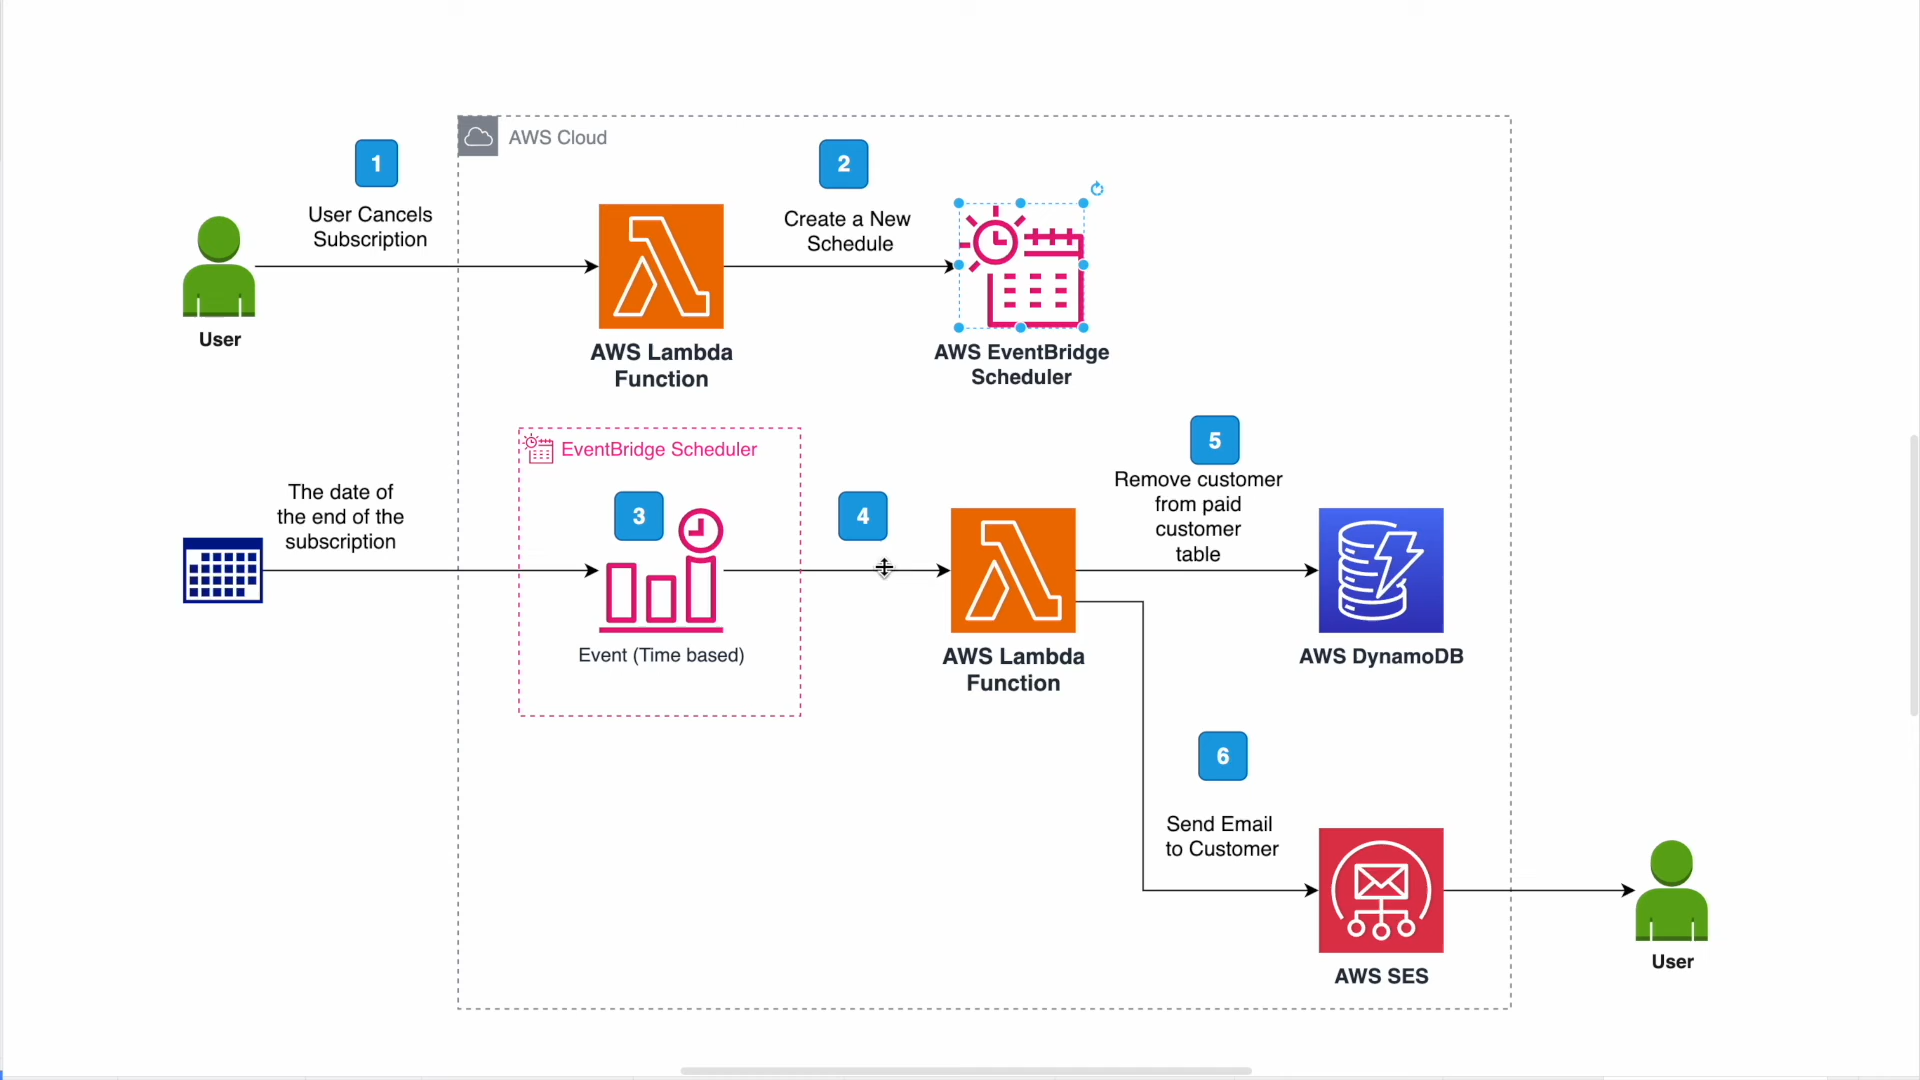 AWS Cloud
1
User Cancels
Subscription
2
Create a New
Schedule
User
AWS Lambda
Function
AWS EventBridge
Scheduler
EventBridge Scheduler
The date of
the end of the
subscription
3
4
5
Remove customer
from paid
customer
table
Event (Time based)
AWS Lambda
Function
AWS DynamoDB
6
Send Email
to Customer
AWS SES
User